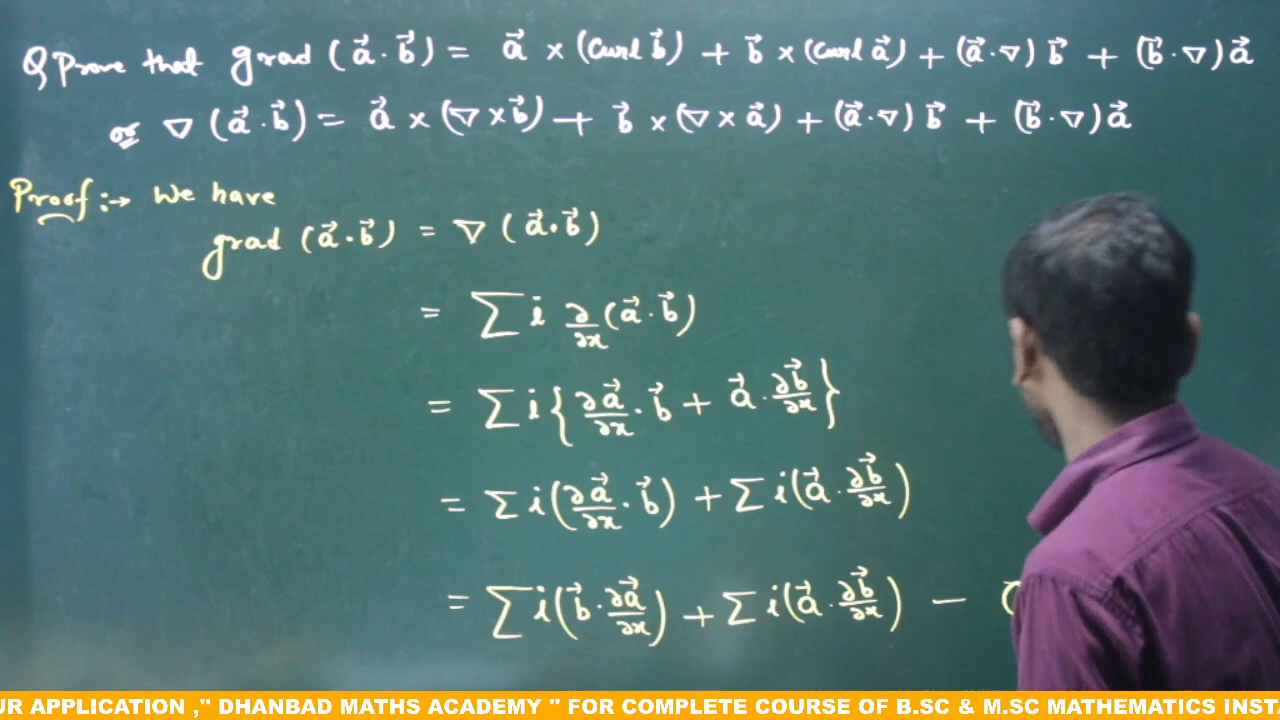 Q Prove that grad (a⃗ · b⃗) = a⃗ × (curl b⃗) + b⃗ × (curl a⃗) + (a⃗ · ∇) b⃗ + (b⃗ · ∇) a⃗
or ∇ (a⃗ · b⃗) = a⃗ × (∇ × b⃗) + b⃗ × (∇ × a⃗) + (a⃗ · ∇) b⃗ + (b⃗ · ∇) a⃗
Proof :→ We have
grad (a⃗ · b⃗) = ∇ (a⃗ · b⃗)
= ∑ i ∂/∂x (a⃗ · b⃗)
= ∑ i { ∂a⃗/∂x · b⃗ + a⃗ · ∂b⃗/∂x }
= ∑ i ( ∂a⃗/∂x · b⃗ ) + ∑ i ( a⃗ · ∂b⃗/∂x )
= ∑ i ( b⃗ · ∂a⃗/∂x ) + ∑ i ( a⃗ · ∂b⃗/∂x ) —
UR APPLICATION ," DHANBAD MATHS ACADEMY " FOR COMPLETE COURSE OF B.SC & M.SC MATHEMATICS INST